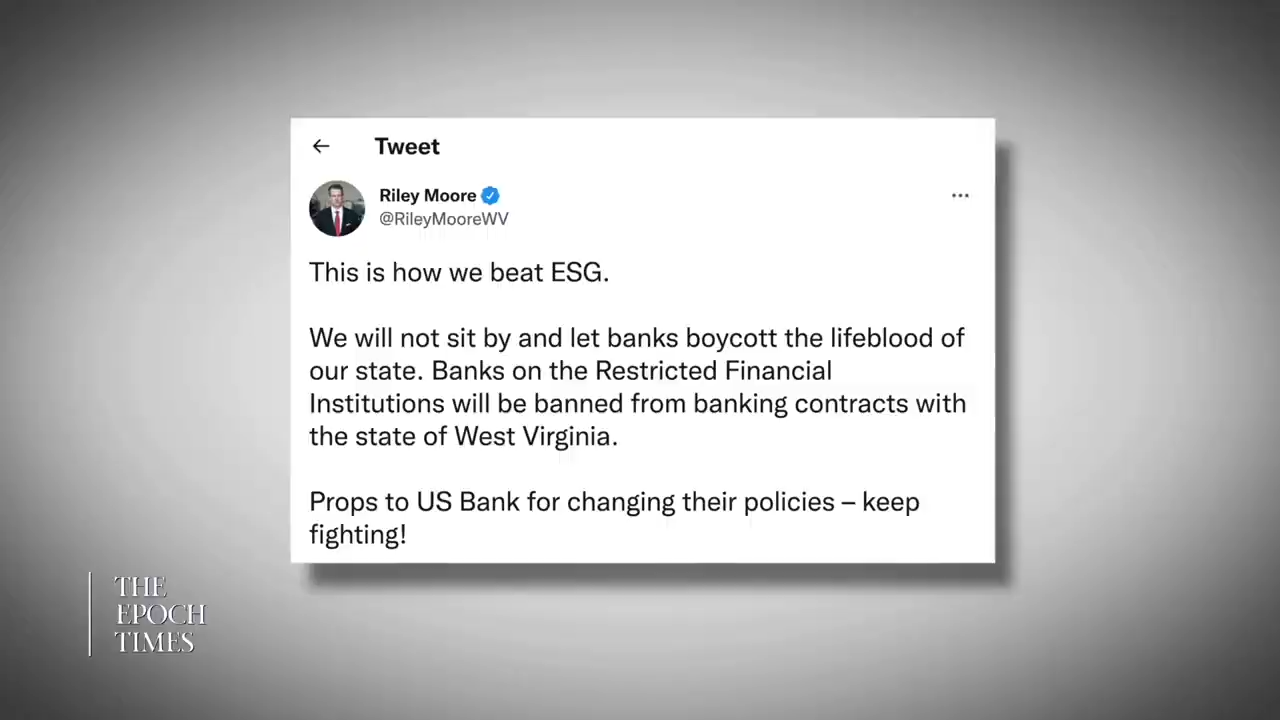 Tweet
Riley Moore
@RileyMooreWV
This is how we beat ESG.
We will not sit by and let banks boycott the lifeblood of
our state. Banks on the Restricted Financial
Institutions will be banned from banking contracts with
the state of West Virginia.
Props to US Bank for changing their policies – keep
fighting!
THE
EPOCH
TIMES